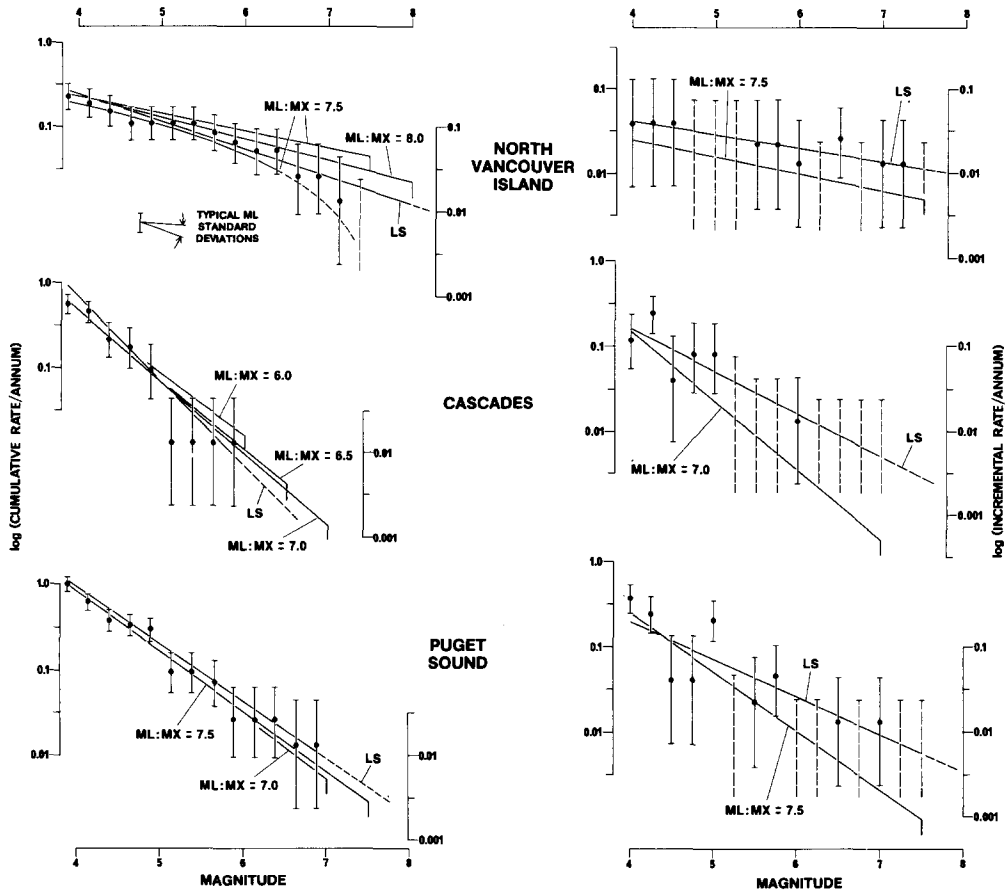 4 5 6 7 8
4 5 6 7 8
1.0
0.1
ML:MX = 7.5
ML:MX = 8.0
LS
0.1
0.01
0.001
TYPICAL ML
STANDARD
DEVIATIONS
NORTH
VANCOUVER
ISLAND
0.1
0.01
ML:MX = 7.5
LS
0.1
0.01
0.001
log (CUMULATIVE RATE/ANNUM)
1.0
0.1
ML:MX = 6.0
ML:MX = 6.5
LS
ML:MX = 7.0
0.01
0.001
CASCADES
0.1
0.01
ML:MX = 7.0
LS
0.1
0.01
0.001
log (INCREMENTAL RATE/ANNUM)
1.0
0.1
0.01
ML:MX = 7.5
ML:MX = 7.0
LS
0.01
0.001
PUGET
SOUND
0.1
0.01
LS
ML:MX = 7.5
0.1
0.01
0.001
4 5 6 7 8
MAGNITUDE
4 5 6 7 8
MAGNITUDE